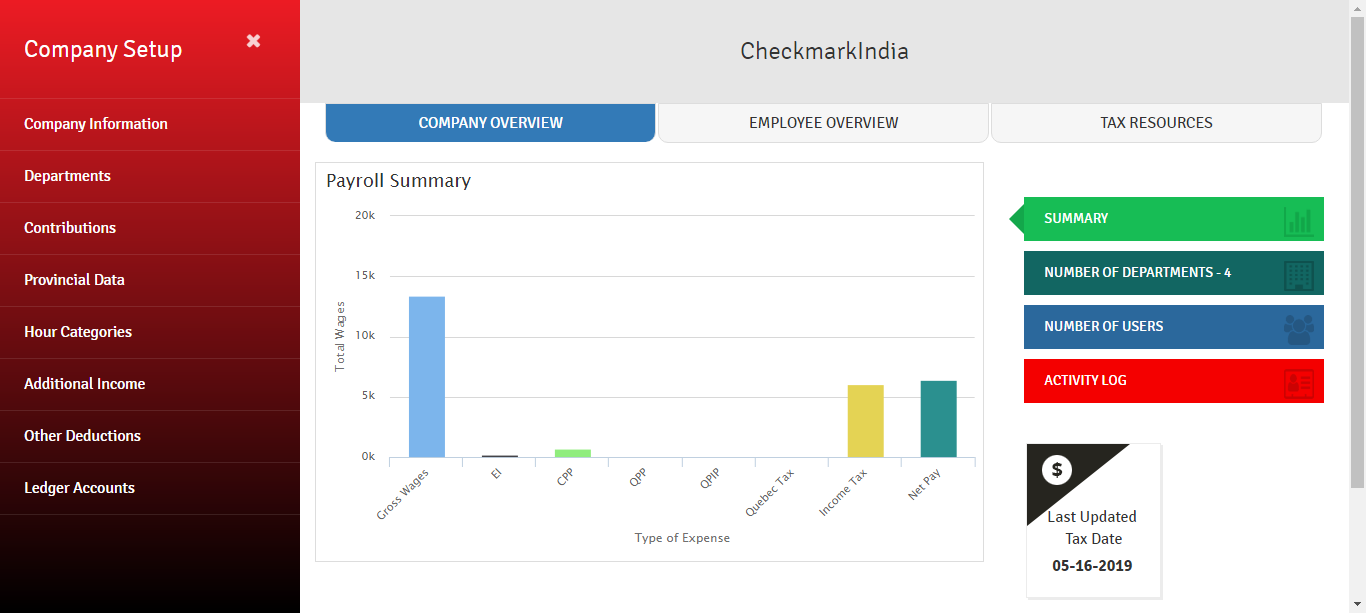 Company Setup
CheckmarkIndia
Company Information
Departments
Contributions
Provincial Data
Hour Categories
Additional Income
Other Deductions
Ledger Accounts
COMPANY OVERVIEW
EMPLOYEE OVERVIEW
TAX RESOURCES
Payroll Summary
20k
15k
10k
5k
0k
Total Wages
Gross Wages
EI
CPP
QPP
QPIP
Quebec Tax
Income Tax
Net Pay
Type of Expense
SUMMARY
NUMBER OF DEPARTMENTS - 4
NUMBER OF USERS
ACTIVITY LOG
$
Last Updated
Tax Date
05-16-2019